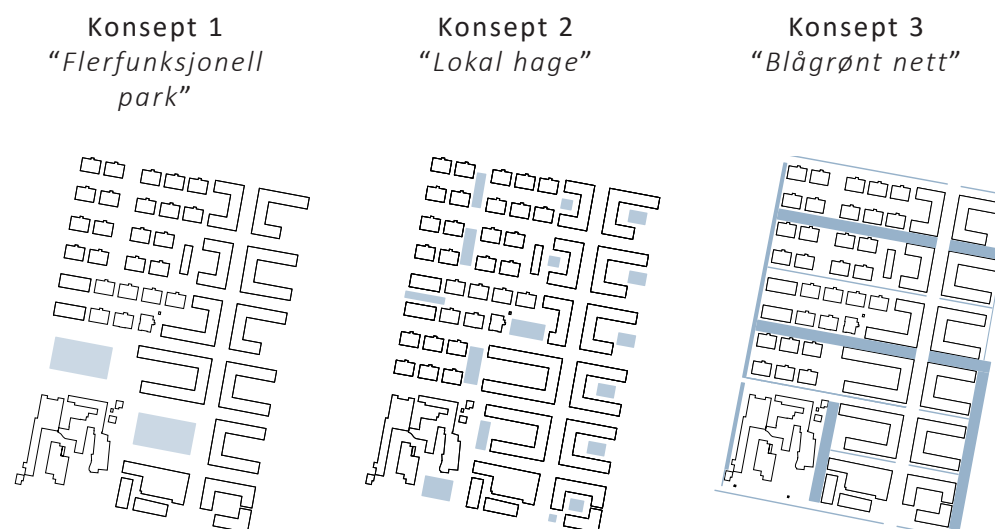 Konsept 1
“Flerfunksjonell
park”
Konsept 2
“Lokal hage”
Konsept 3
“Blågrønt nett”